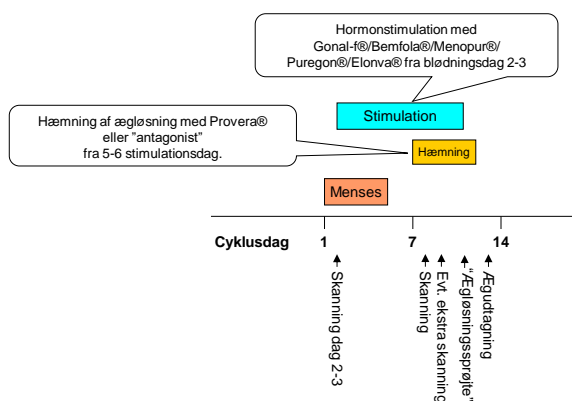 Hormonstimulation med
Gonal-f®/Bemfola®/Menopur®/
Puregon®/Elonva® fra blødningsdag 2-3
Stimulation
Hæmning af ægløsning med Provera®
eller ”antagonist”
fra 5-6 stimulationsdag.
Hæmning
Menses
Cyklusdag
1
7
14
Skanning dag 2-3
Skanning
Evt. ekstra skanning
“Ægløsningssprøjte”
Ægudtagning